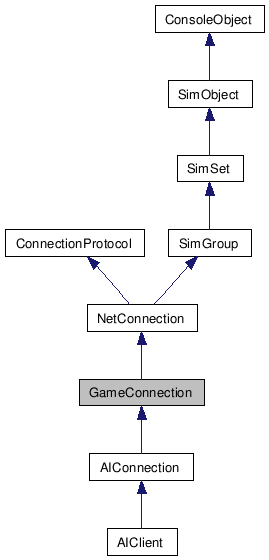 ConsoleObject
SimObject
SimSet
ConnectionProtocol
SimGroup
NetConnection
GameConnection
AIConnection
AIClient